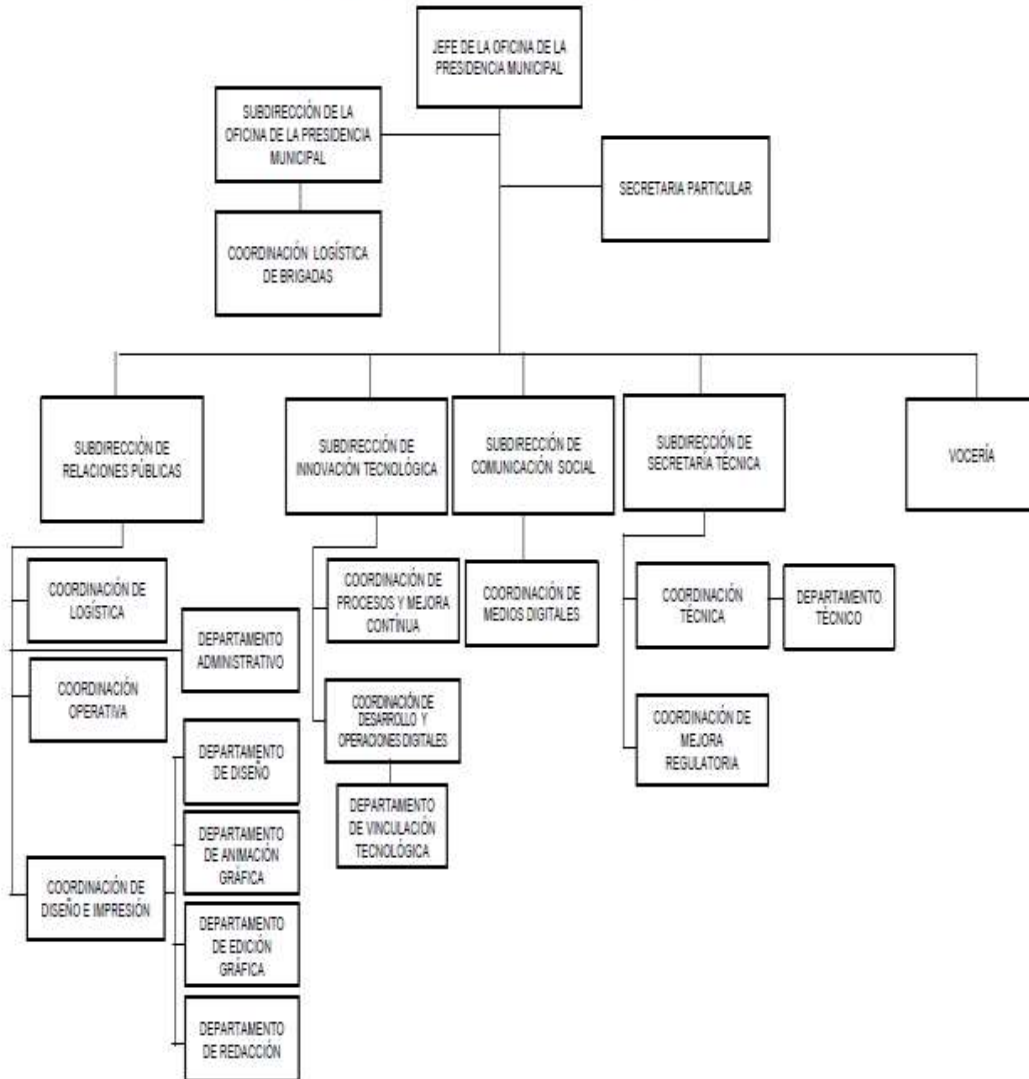 JEFE DE LA OFICINA DE LA
PRESIDENCIA MUNICIPAL
SUBDIRECCIÓN DE LA
OFICINA DE LA PRESIDENCIA
MUNICIPAL
SECRETARIA PARTICULAR
COORDINACIÓN LOGÍSTICA
DE BRIGADAS
SUBDIRECCIÓN DE
RELACIONES PÚBLICAS
SUBDIRECCIÓN DE
INNOVACIÓN TECNOLÓGICA
SUBDIRECCIÓN DE
COMUNICACIÓN SOCIAL
SUBDIRECCIÓN DE
SECRETARÍA TÉCNICA
VOCERÍA
COORDINACIÓN DE
LOGÍSTICA
DEPARTAMENTO
ADMINISTRATIVO
COORDINACIÓN
OPERATIVA
DEPARTAMENTO
DE DISEÑO
DEPARTAMENTO
DE ANIMACIÓN
GRÁFICA
COORDINACIÓN DE
DISEÑO E IMPRESIÓN
DEPARTAMENTO
DE EDICIÓN
GRÁFICA
DEPARTAMENTO
DE REDACCIÓN
COORDINACIÓN DE
PROCESOS Y MEJORA
CONTÍNUA
COORDINACIÓN DE
DESARROLLO Y
OPERACIONES DIGITALES
DEPARTAMENTO
DE VINCULACIÓN
TECNOLÓGICA
COORDINACIÓN DE
MEDIOS DIGITALES
COORDINACIÓN
TÉCNICA
DEPARTAMENTO
TÉCNICO
COORDINACIÓN DE
MEJORA
REGULATORIA